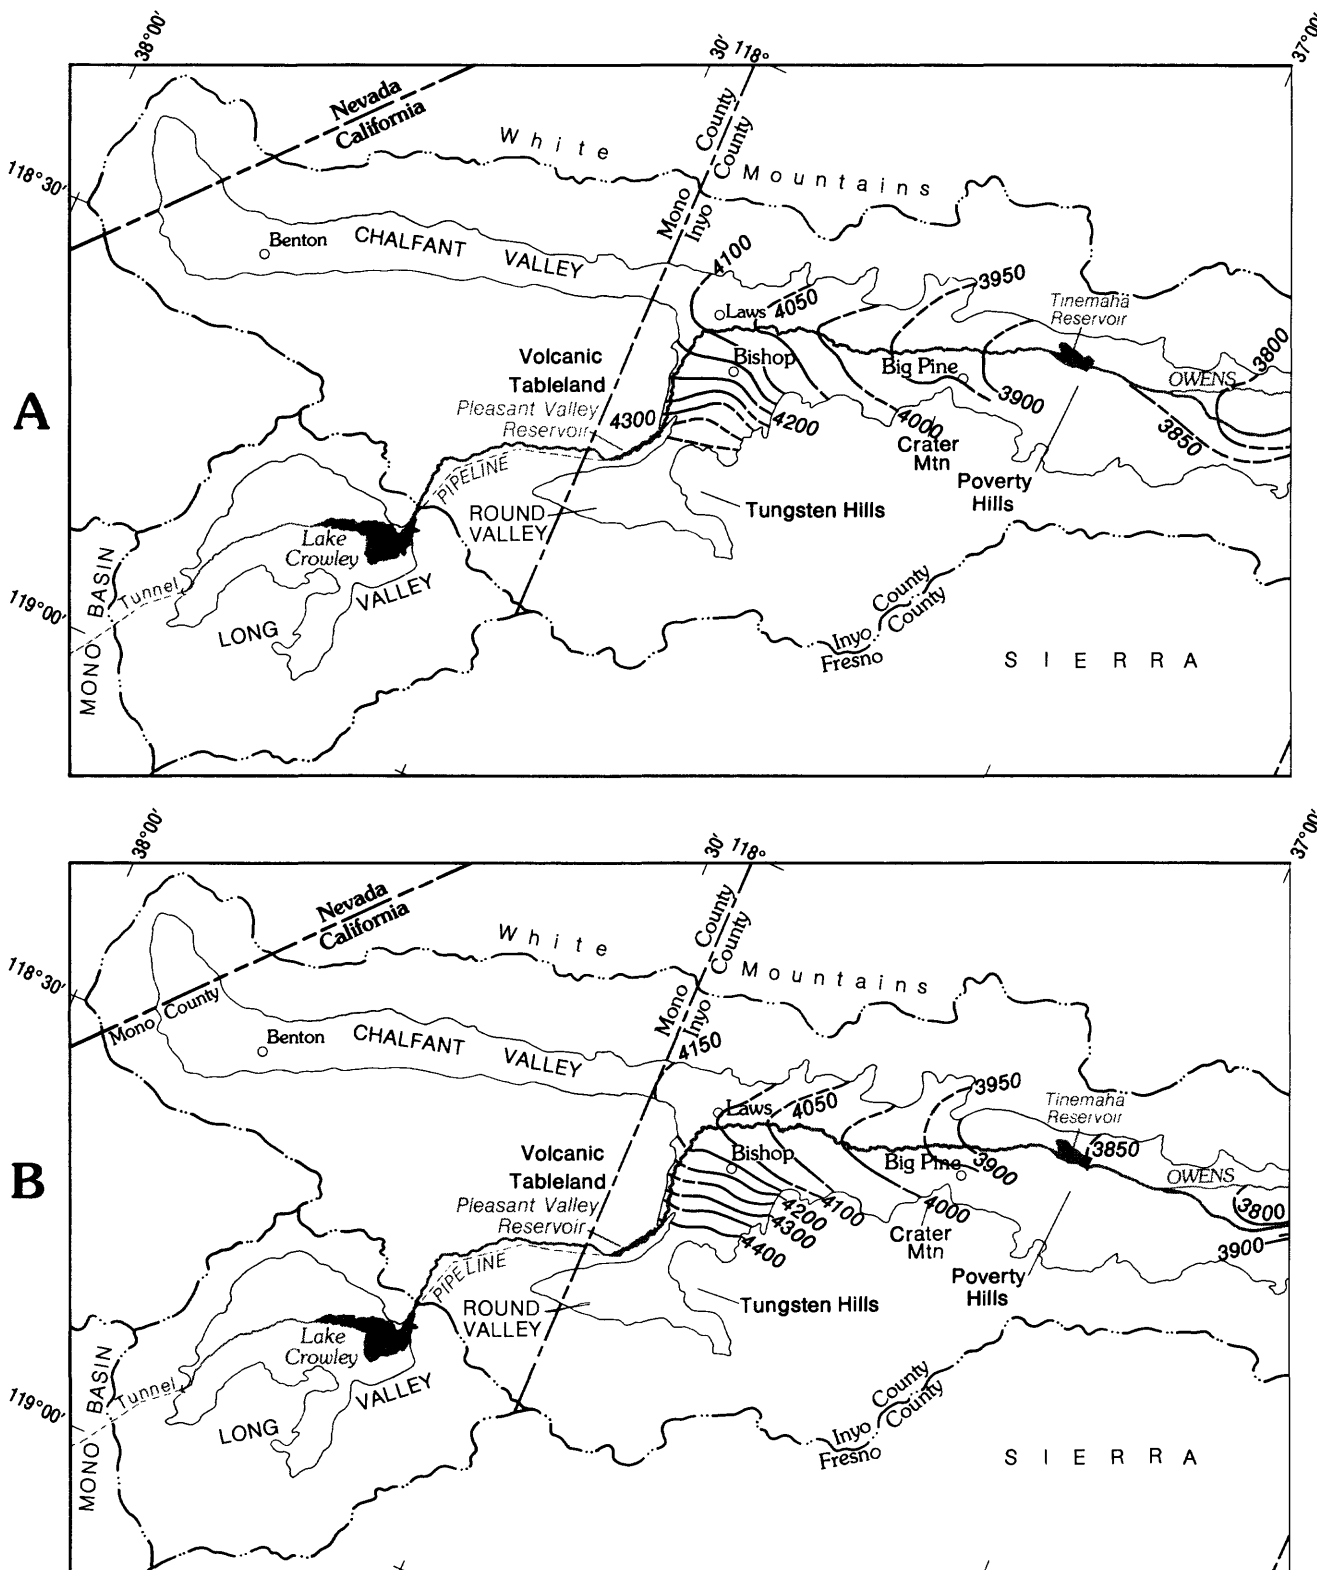 38°00′
30′
118°
37°00′
Nevada
California
White
Mountains
County
County
Mono
Inyo
118°30′
Benton
CHALFANT
VALLEY
4100
3950
Laws
4050
Tinemaha
Reservoir
3800
Volcanic
Tableland
Bishop
Big Pine
OWENS
A
Pleasant Valley
Reservoir
4300
4200
4000
3900
3850
Crater
Mtn
PIPELINE
Poverty
Hills
ROUND
VALLEY
Tungsten Hills
Lake
Crowley
Tunnel
MONO BASIN
VALLEY
LONG
119°00′
County
County
Inyo
Fresno
SIERRA
38°00′
30′
118°
37°00′
Nevada
California
White
Mountains
County
County
Mono
Inyo
118°30′
Mono County
Benton
CHALFANT
VALLEY
4150
3950
Laws
4050
Tinemaha
Reservoir
3850
Volcanic
Tableland
Bishop
Big Pine
3900
OWENS
B
Pleasant Valley
Reservoir
4200
4100
4000
3800
4300
4400
Crater
Mtn
3900
PIPELINE
Poverty
Hills
ROUND
VALLEY
Tungsten Hills
Lake
Crowley
Tunnel
MONO BASIN
VALLEY
LONG
119°00′
County
County
Inyo
Fresno
SIERRA